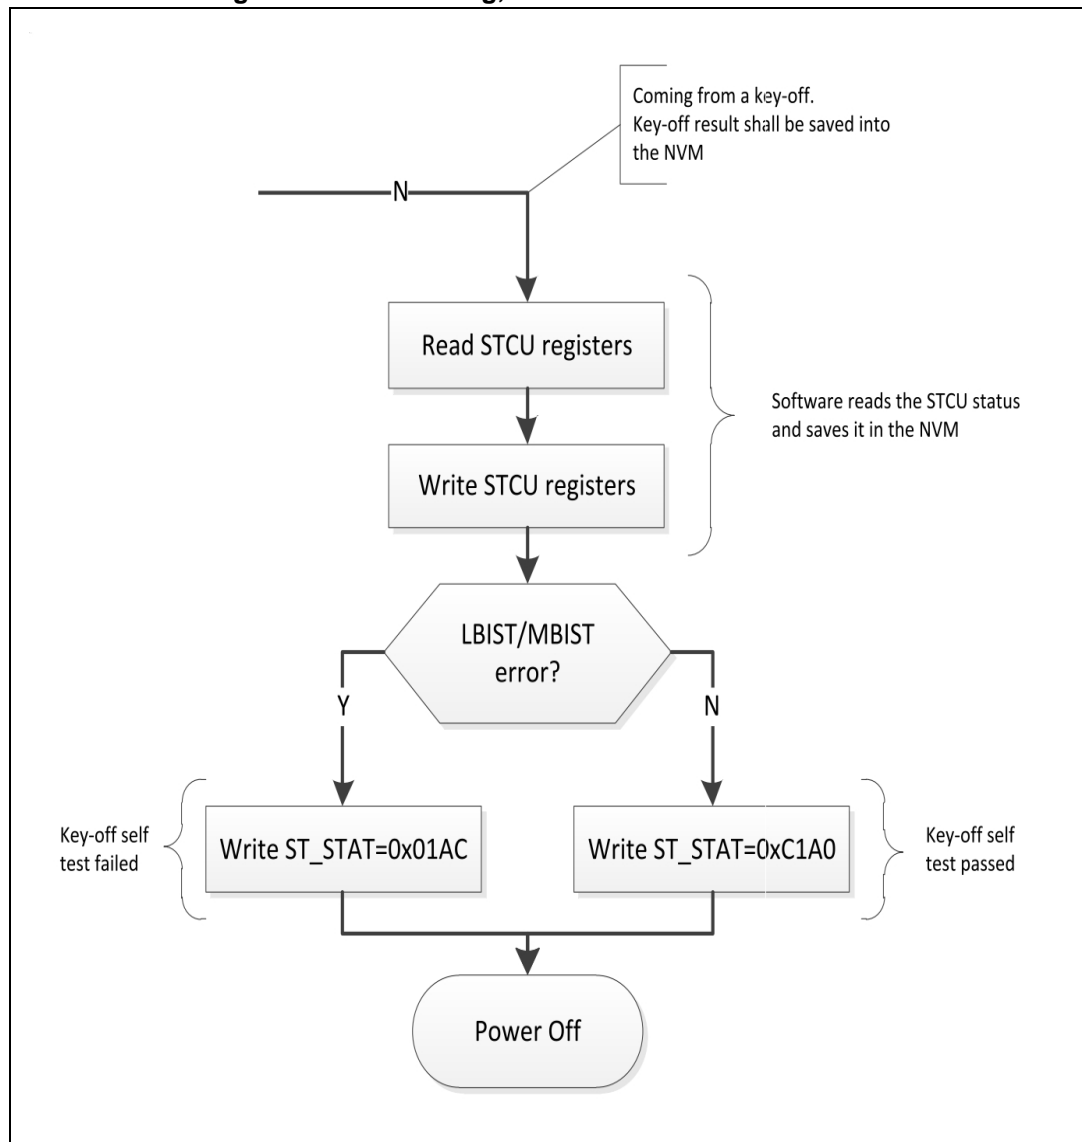 Coming from a key-off.
Key-off result shall be saved into
the NVM
N
Read STCU registers
Software reads the STCU status
and saves it in the NVM
Write STCU registers
LBIST/MBIST
error?
Y
N
Key-off self
test failed
Write ST_STAT=0x01AC
Write ST_STAT=0xC1A0
Key-off self
test passed
Power Off